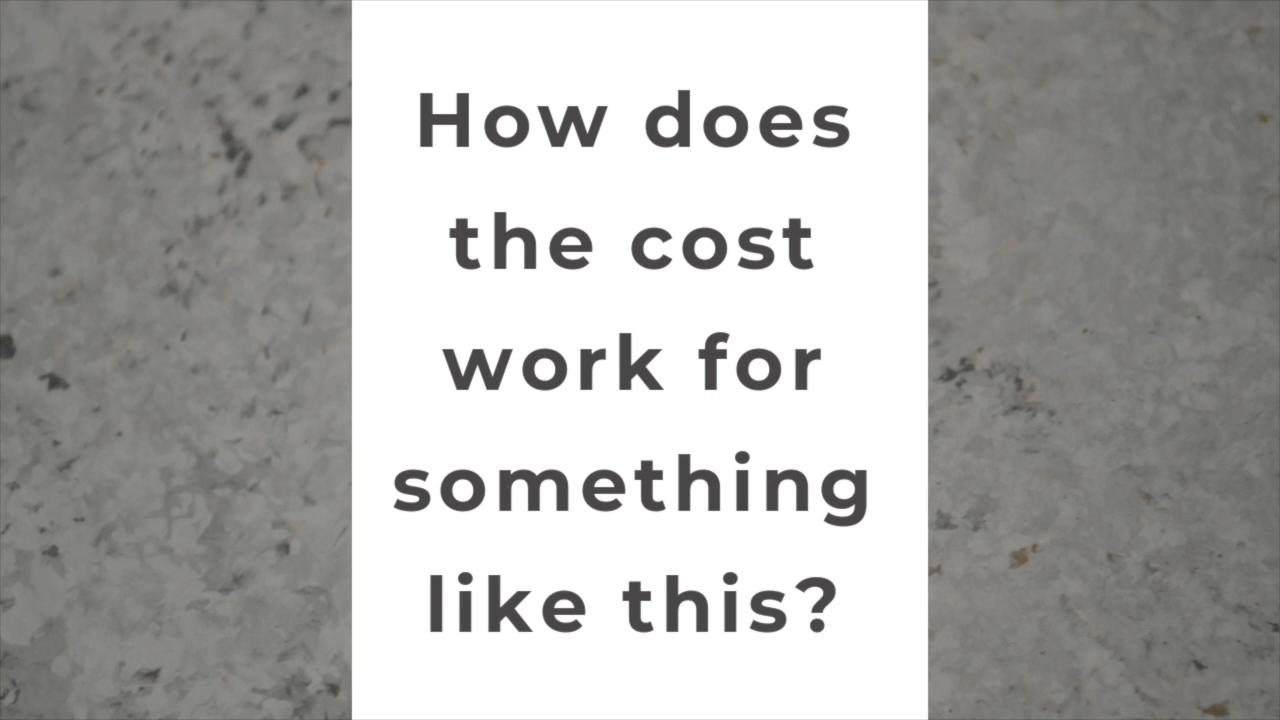 How does
the cost
work for
something
like this?